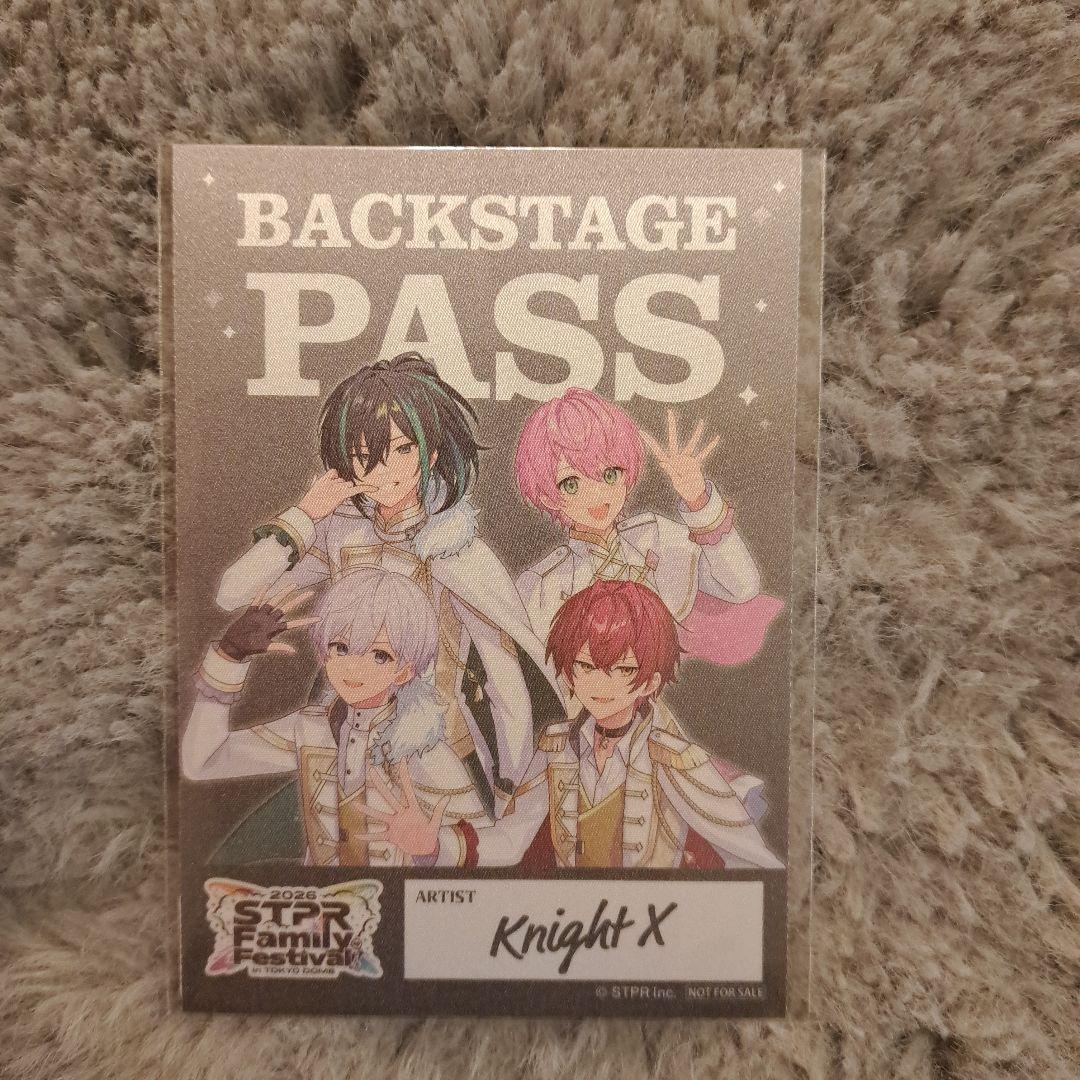 BACKSTAGE
PASS
2026
STPR
Family
Festival
in TOKYO DOME
ARTIST
Knight X
© STPR Inc. NOT FOR SALE